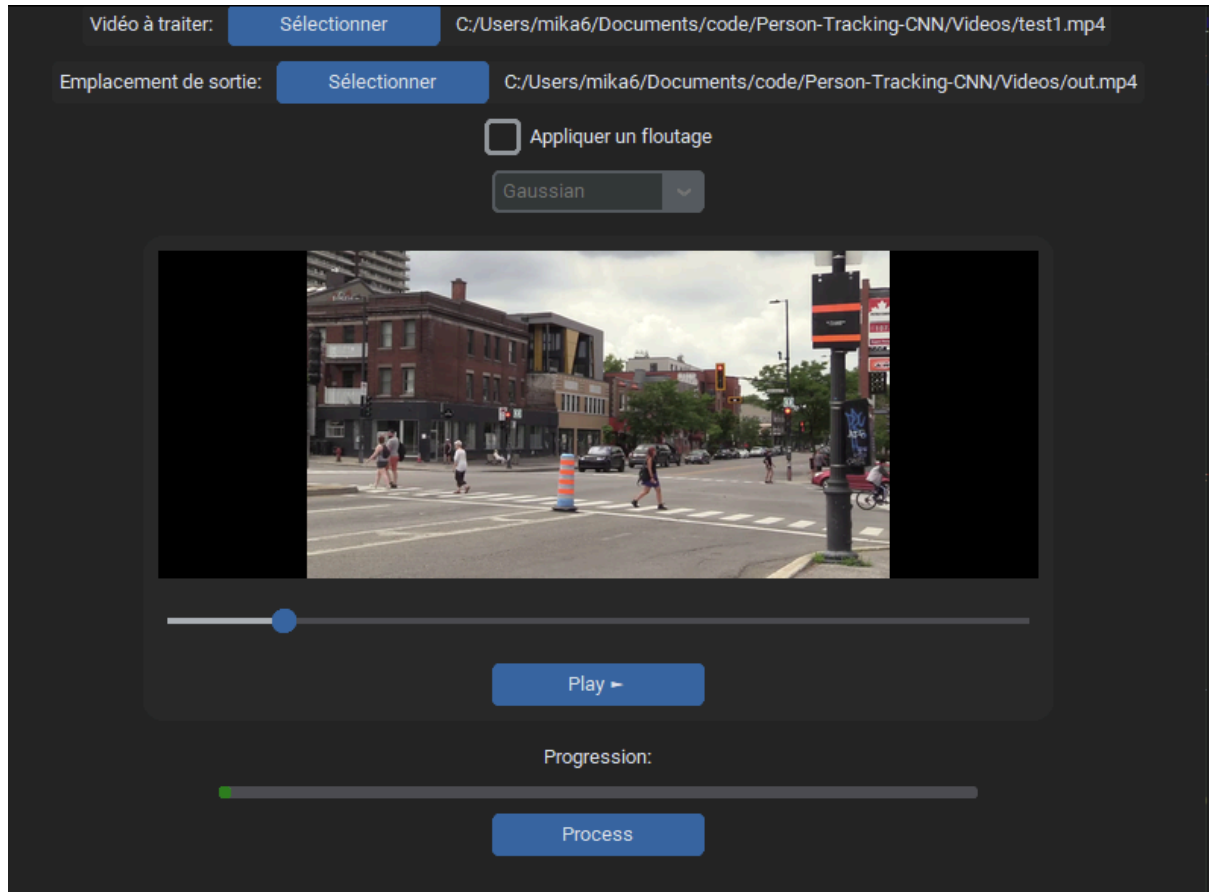 Vidéo à traiter: Sélectionner C:/Users/mika6/Documents/code/Person-Tracking-CNN/Videos/test1.mp4
Emplacement de sortie: Sélectionner C:/Users/mika6/Documents/code/Person-Tracking-CNN/Videos/out.mp4
Appliquer un floutage
Gaussian
Play ►
Progression:
Process